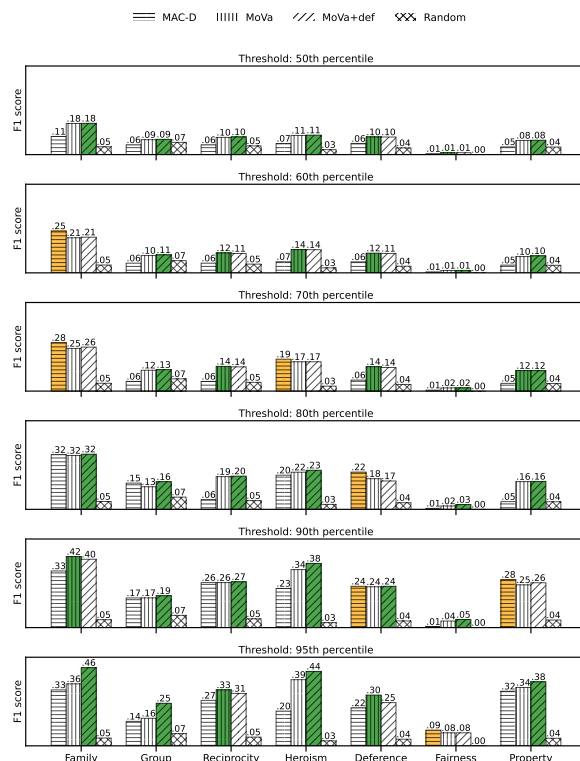 MAC-D MoVa MoVa+def Random
Threshold: 50th percentile
F1 score
.11 .18 .18 .05 .06 .09 .09 .07 .06 .10 .10 .05 .07 .11 .11 .03 .06 .10 .10 .04 .01 .01 .01 .00 .05 .08 .08 .04
Threshold: 60th percentile
F1 score
.25 .21 .21 .05 .06 .10 .11 .07 .06 .12 .11 .05 .07 .14 .14 .03 .06 .12 .11 .04 .01 .01 .01 .00 .05 .10 .10 .04
Threshold: 70th percentile
F1 score
.28 .25 .26 .05 .06 .12 .13 .07 .06 .14 .14 .05 .19 .17 .17 .03 .06 .14 .14 .04 .01 .02 .02 .00 .05 .12 .12 .04
Threshold: 80th percentile
F1 score
.32 .32 .32 .05 .15 .13 .16 .07 .06 .19 .20 .05 .20 .22 .23 .03 .22 .18 .17 .04 .01 .02 .03 .00 .05 .16 .16 .04
Threshold: 90th percentile
F1 score
.33 .42 .40 .05 .17 .17 .19 .07 .26 .26 .27 .05 .23 .34 .38 .03 .24 .24 .24 .04 .01 .04 .05 .00 .28 .25 .26 .04
Threshold: 95th percentile
F1 score
.33 .36 .46 .05 .14 .16 .25 .07 .27 .33 .31 .05 .20 .39 .44 .03 .22 .30 .25 .04 .09 .08 .08 .00 .32 .34 .38 .04
Family Group Reciprocity Heroism Deference Fairness Property